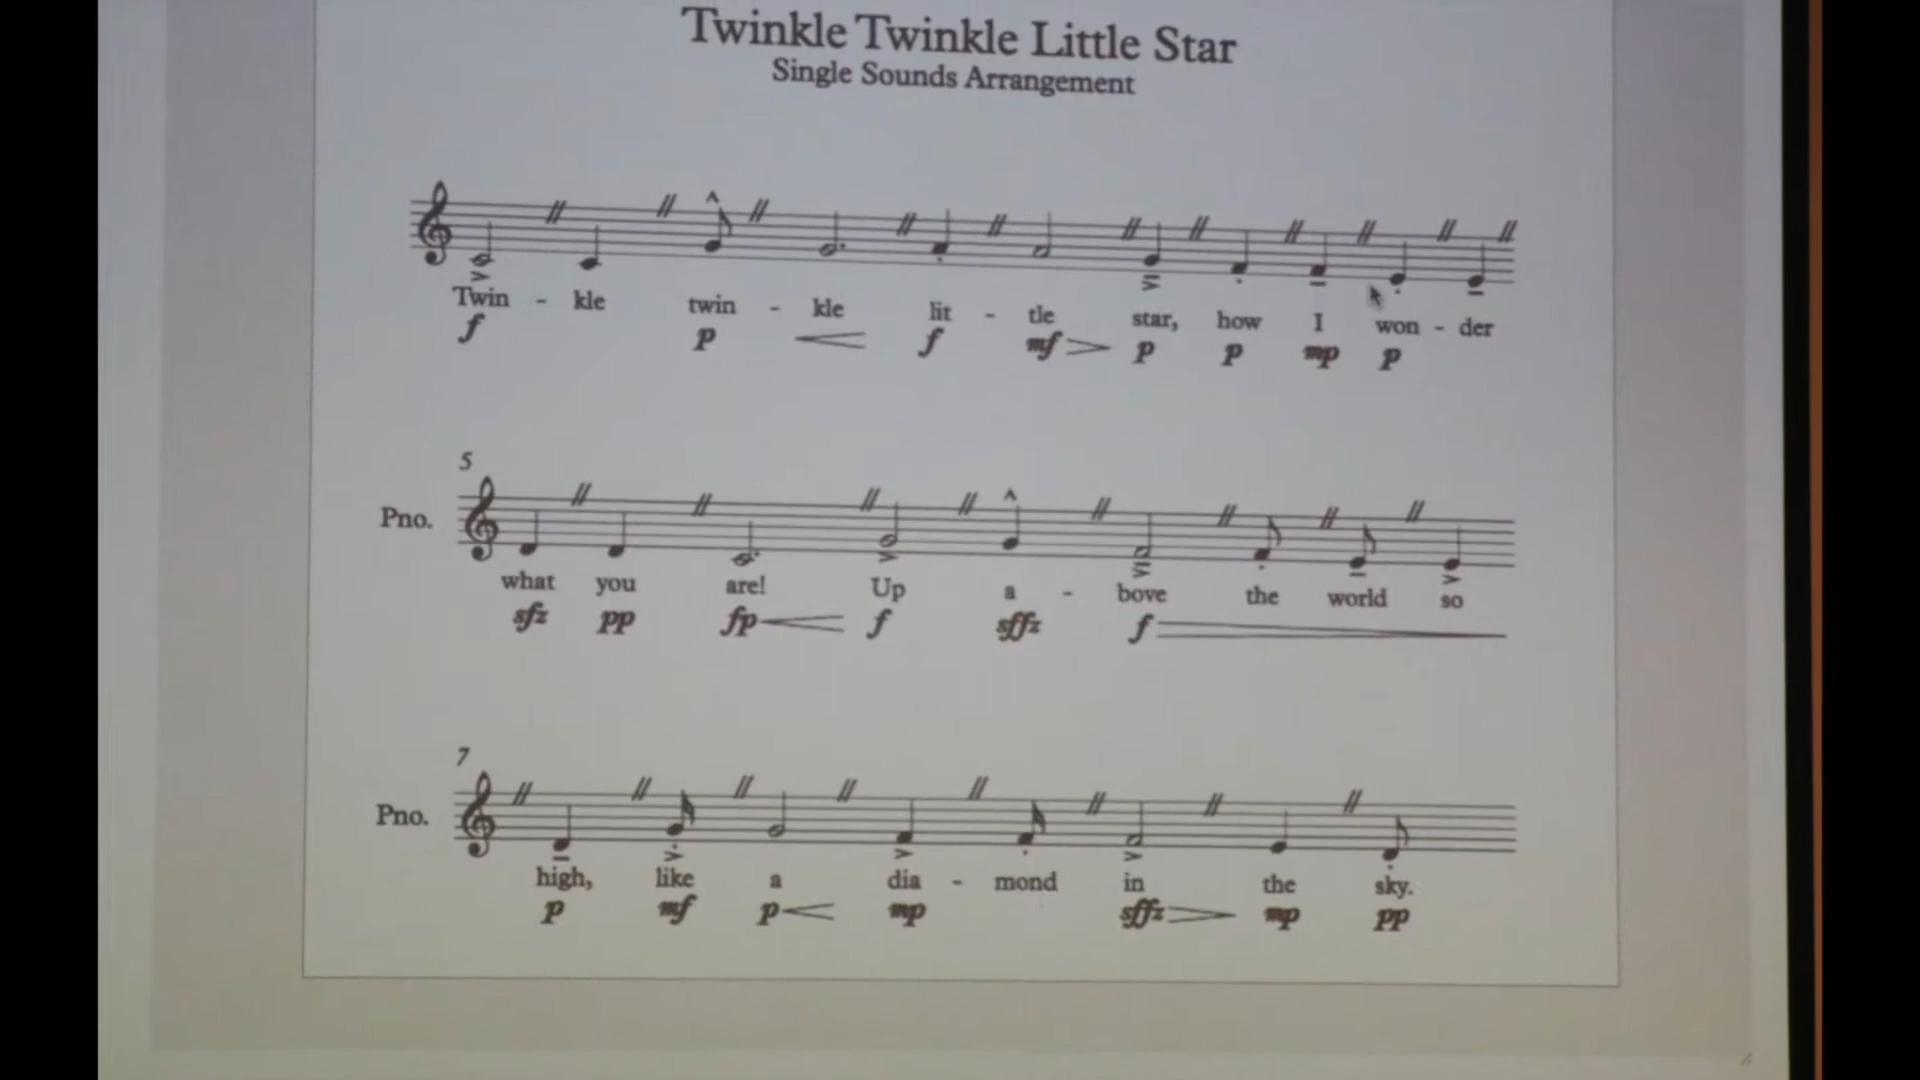 Twinkle Twinkle Little Star
Single Sounds Arrangement
Twin - kle twin - kle lit - tle star, how I won - der
f p f mf p p mp p
5
Pno.
what you are! Up a - bove the world so
sfz pp fp f sffz f
7
Pno.
high, like a dia - mond in the sky.
p mf p mp sffz mp pp